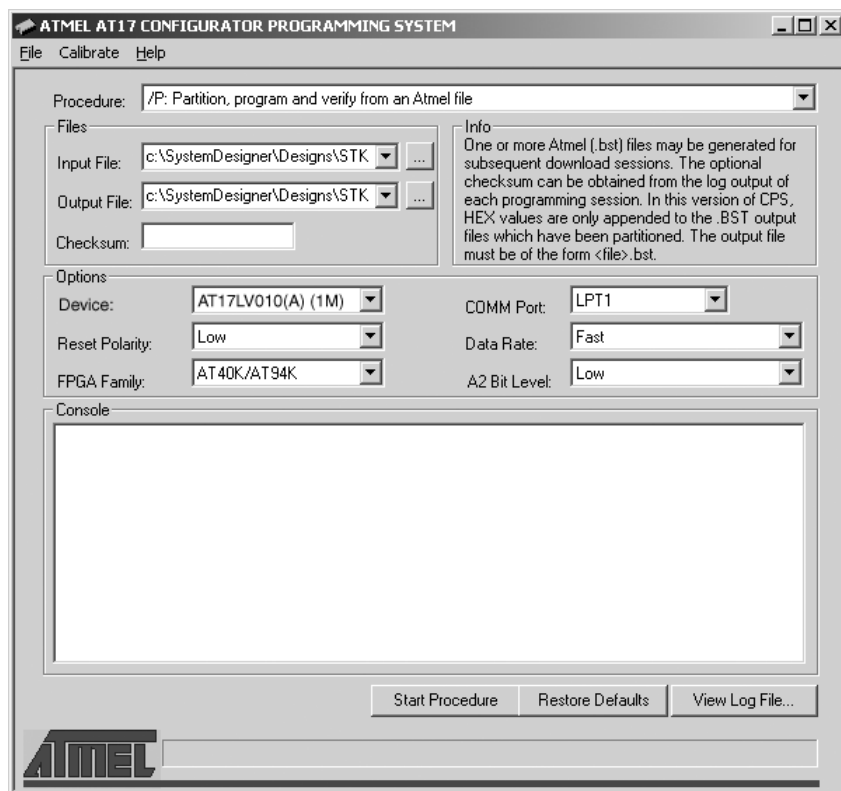 ATMEL AT17 CONFIGURATOR PROGRAMMING SYSTEM
File Calibrate Help
Procedure: /P: Partition, program and verify from an Atmel file
Files
Input File: c:\SystemDesigner\Designs\STK ...
Output File: c:\SystemDesigner\Designs\STK ...
Checksum:
Info
One or more Atmel (.bst) files may be generated for
subsequent download sessions. The optional
checksum can be obtained from the log output of
each programming session. In this version of CPS,
HEX values are only appended to the .BST output
files which have been partitioned. The output file
must be of the form <file>.bst.
Options
Device: AT17LV010(A) (1M)
COMM Port: LPT1
Reset Polarity: Low
Data Rate: Fast
FPGA Family: AT40K/AT94K
A2 Bit Level: Low
Console
Start Procedure Restore Defaults View Log File...
ATMEL